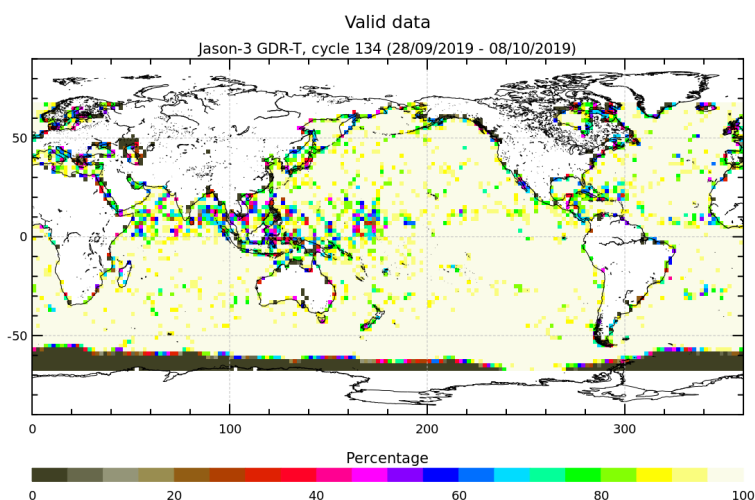 Valid data
Jason-3 GDR-T, cycle 134 (28/09/2019 - 08/10/2019)
50
0
-50
0 100 200 300
Percentage
0 20 40 60 80 100